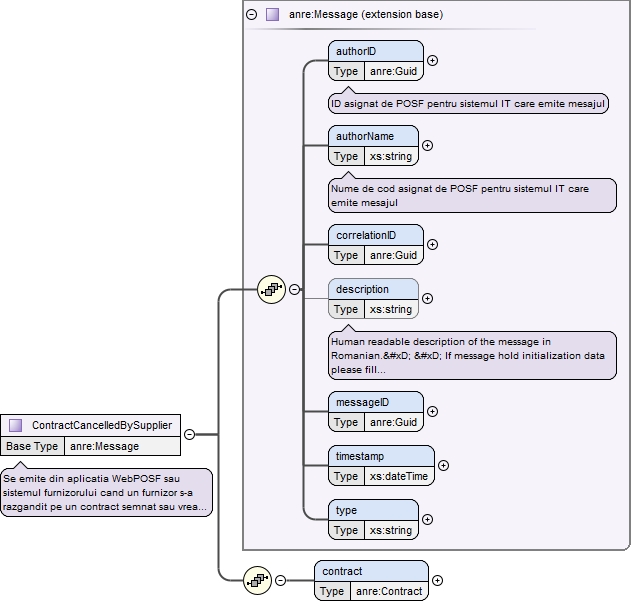 anre:Message (extension base)
authorID
Type anre:Guid
ID asignat de POSF pentru sistemul IT care emite mesajul
authorName
Type xs:string
Nume de cod asignat de POSF pentru sistemul IT care
emite mesajul
correlationID
Type anre:Guid
description
Type xs:string
Human readable description of the message in
Romanian.&#xD; &#xD; If message hold initialization data
please fill...
messageID
Type anre:Guid
ContractCancelledBySupplier
Base Type anre:Message
Se emite din aplicatia WebPOSF sau
sistemul furnizorului cand un furnizor s-a
razgandit pe un contract semnat sau vrea...
timestamp
Type xs:dateTime
type
Type xs:string
contract
Type anre:Contract